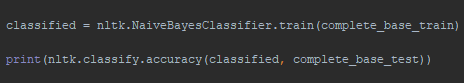 classified = nltk.NaiveBayesClassifier.train(complete_base_train)
print(nltk.classify.accuracy(classified, complete_base_test))